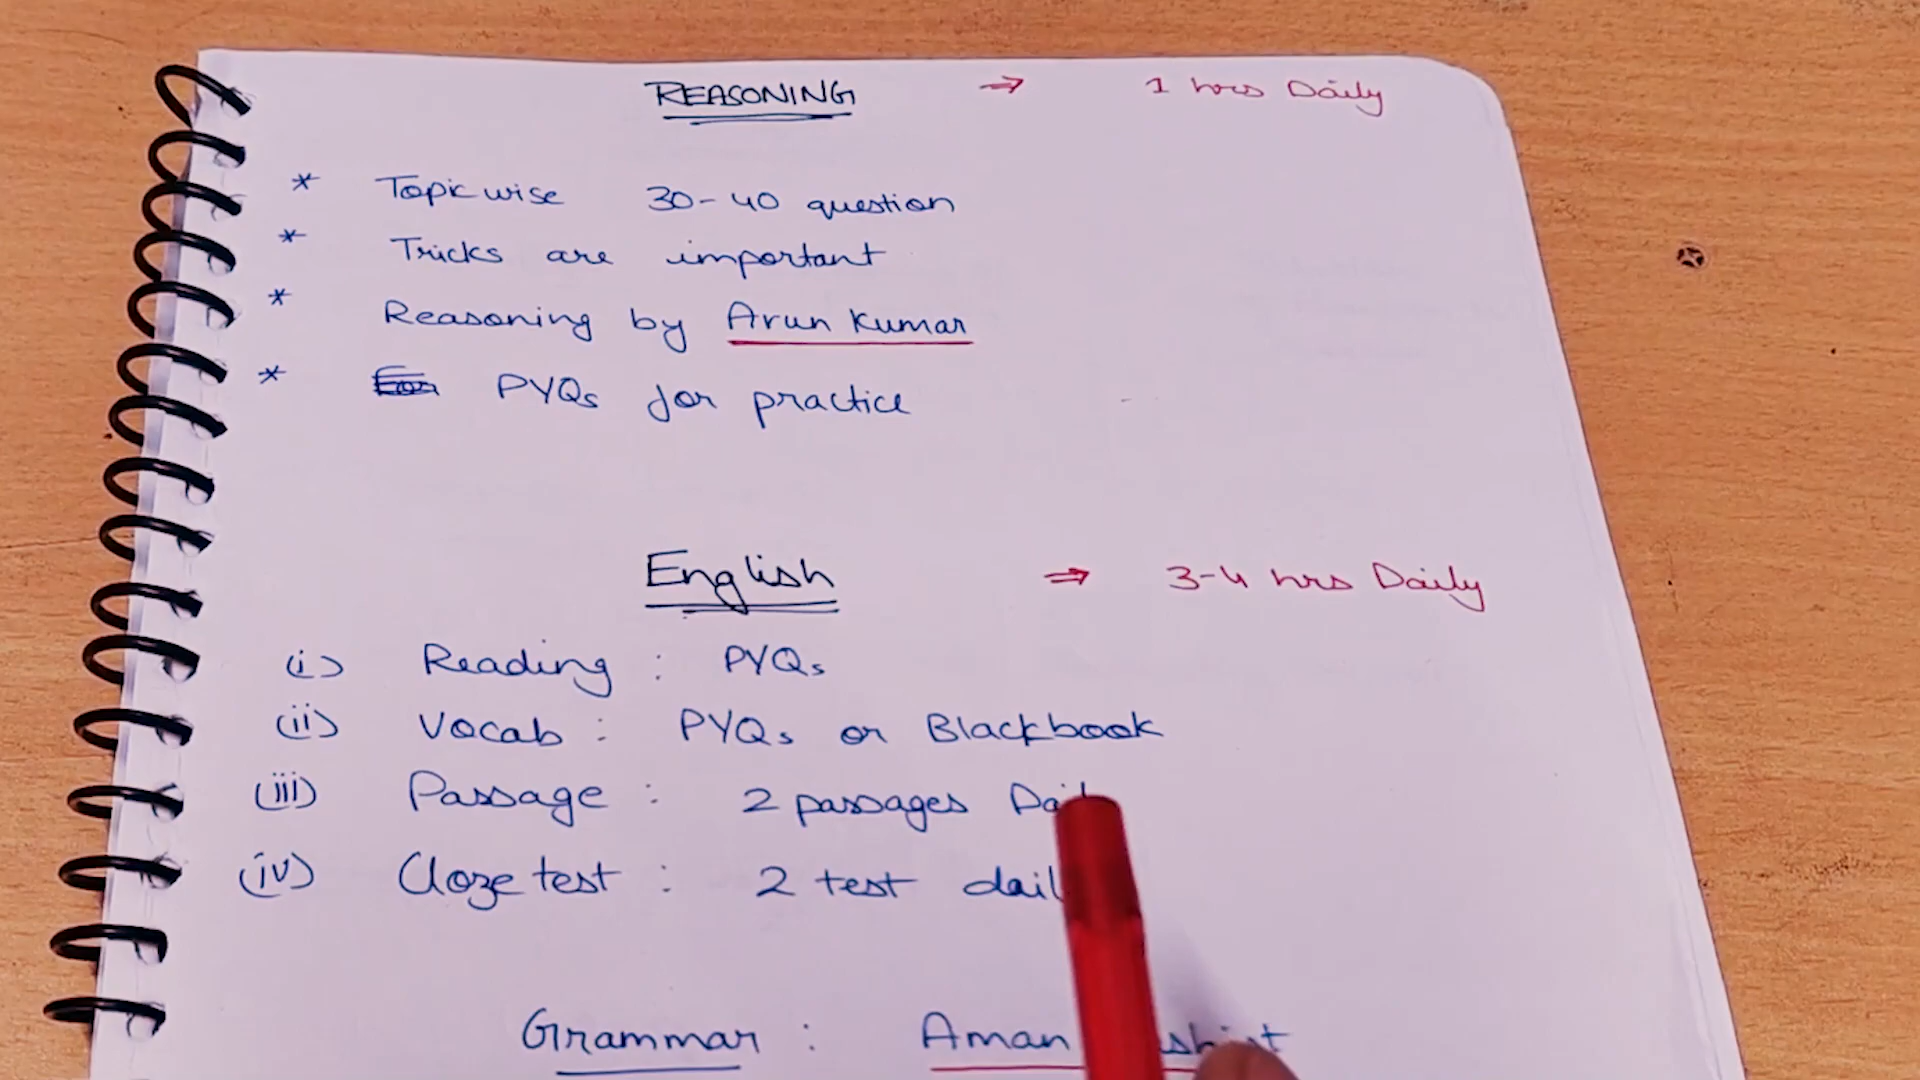 REASONING → 1 hrs Daily
* Topic wise 30-40 question
* Tricks are important
* Reasoning by Arun Kumar
* PYQs for practice
English ⇒ 3-4 hrs Daily
(i) Reading : PYQs
(ii) Vocab : PYQs or Blackbook
(iii) Passage : 2 passages
(iv) Cloze test : 2 test
Grammar : Aman